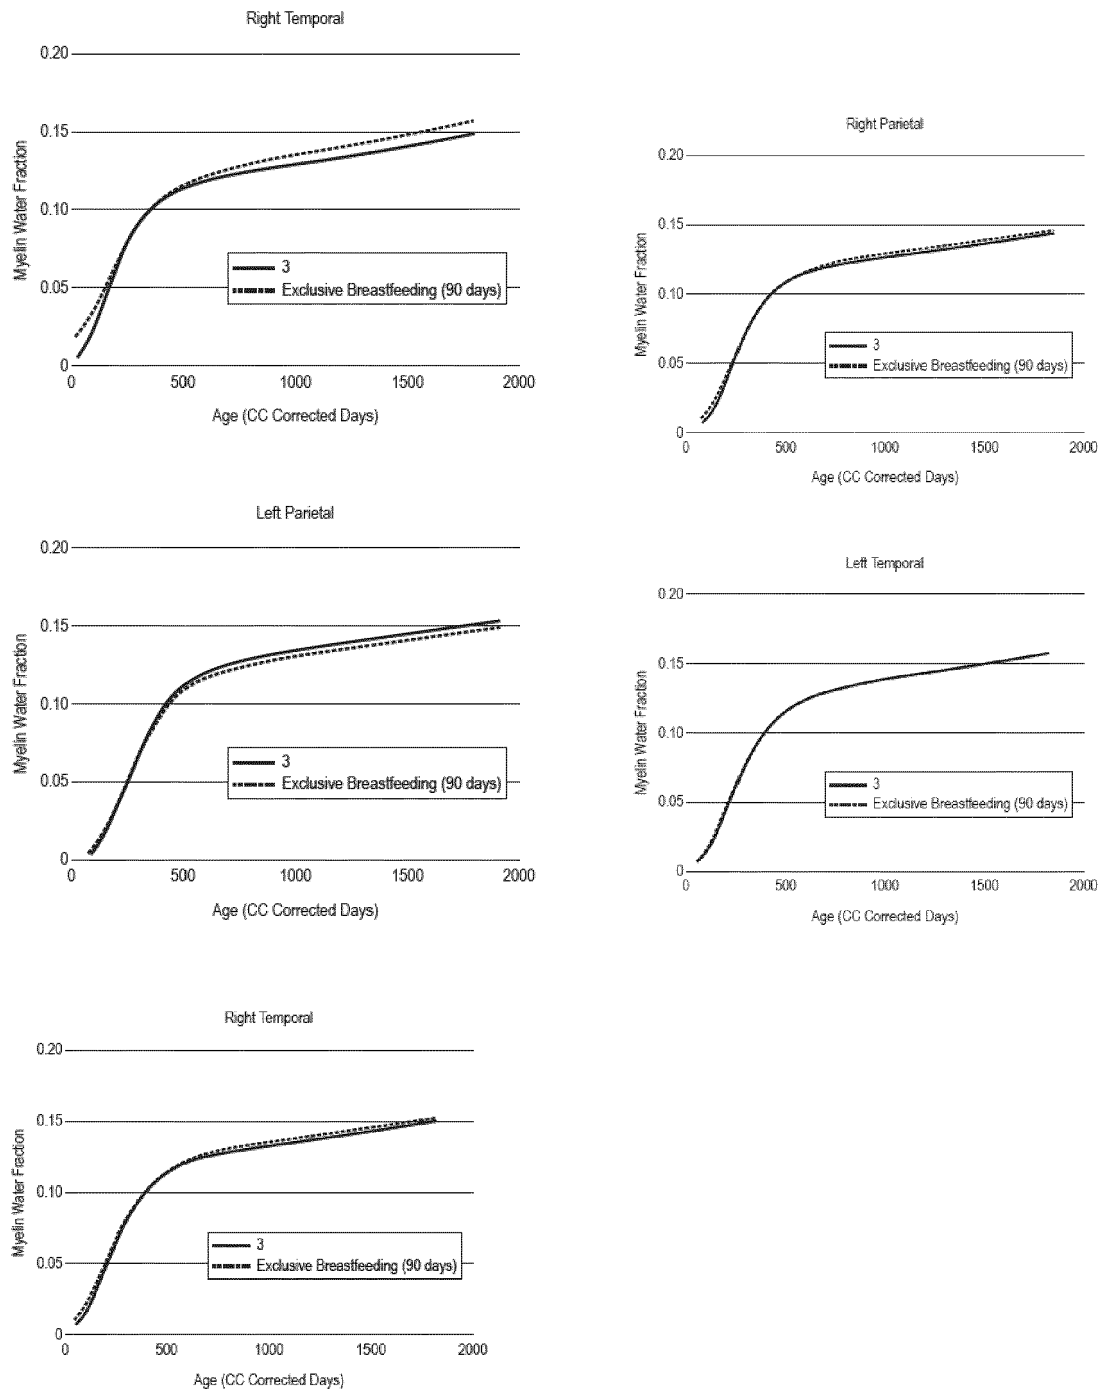 Right Temporal
0.20
0.15
0.10
0.05
0
Myelin Water Fraction
3
Exclusive Breastfeeding (90 days)
0 500 1000 1500 2000
Age (CC Corrected Days)
Right Parietal
0.20
0.15
0.10
0.05
0
Myelin Water Fraction
3
Exclusive Breastfeeding (90 days)
0 500 1000 1500 2000
Age (CC Corrected Days)
Left Parietal
0.20
0.15
0.10
0.05
0
Myelin Water Fraction
3
Exclusive Breastfeeding (90 days)
0 500 1000 1500 2000
Age (CC Corrected Days)
Left Temporal
0.20
0.15
0.10
0.05
0
Myelin Water Fraction
3
Exclusive Breastfeeding (90 days)
0 500 1000 1500 2000
Age (CC Corrected Days)
Right Temporal
0.20
0.15
0.10
0.05
0
Myelin Water Fraction
3
Exclusive Breastfeeding (90 days)
0 500 1000 1500 2000
Age (CC Corrected Days)